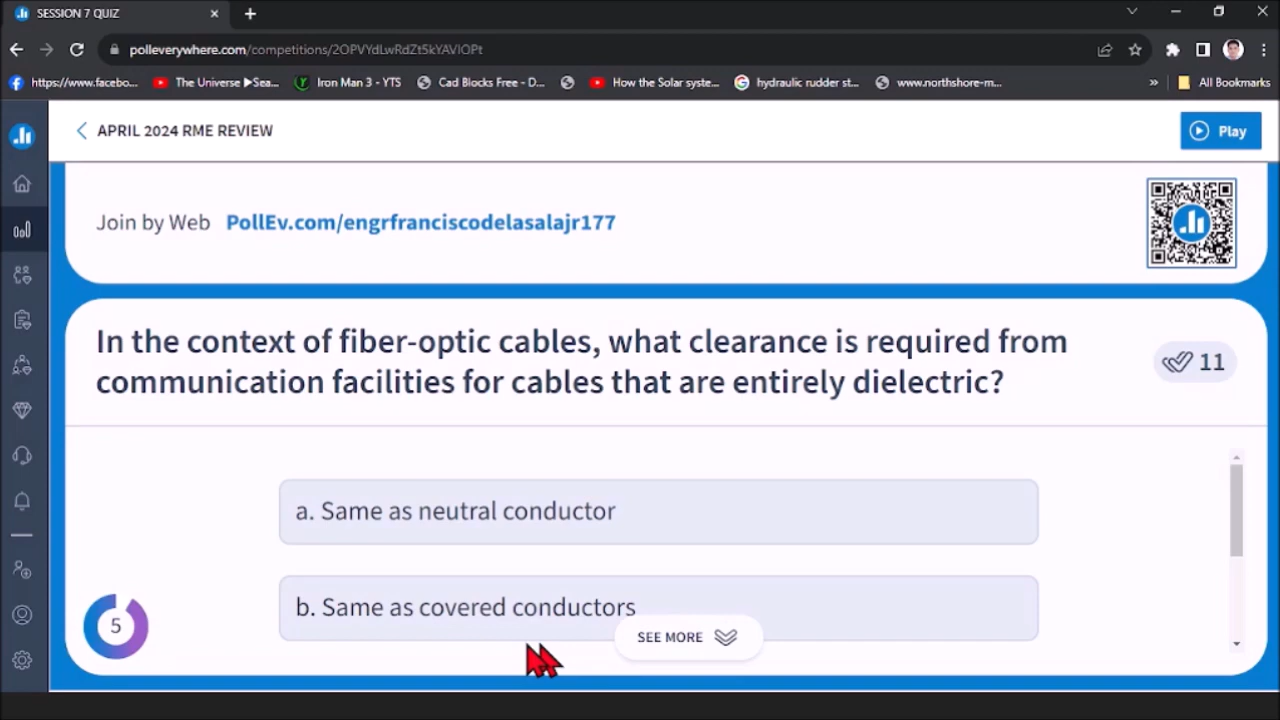 SESSION 7 QUIZ
polleverywhere.com/competitions/2OPVYdLwRdZt5kYAVIOPt
https://www.facebo... The Universe ▶Sea... Iron Man 3 - YTS Cad Blocks Free - D... How the Solar syste... hydraulic rudder st... www.northshore-m... » All Bookmarks
APRIL 2024 RME REVIEW
Play
Join by Web PollEv.com/engrfranciscodelasalajr177
In the context of fiber-optic cables, what clearance is required from
communication facilities for cables that are entirely dielectric?
11
a. Same as neutral conductor
b. Same as covered conductors
5
SEE MORE